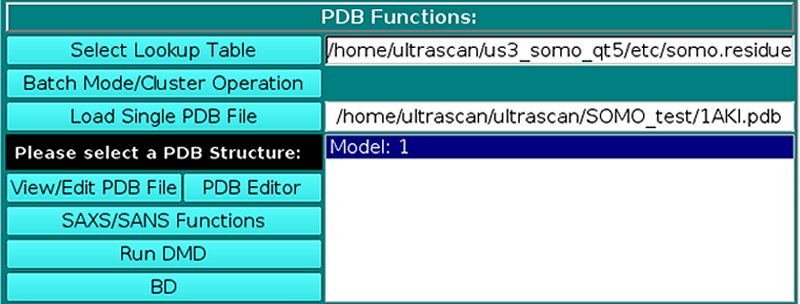 PDB Functions:
Select Lookup Table /home/ultrascan/us3_somo_qt5/etc/somo.residue
Batch Mode/Cluster Operation
Load Single PDB File /home/ultrascan/ultrascan/SOMO_test/1AKI.pdb
Please select a PDB Structure: Model: 1
View/Edit PDB File PDB Editor
SAXS/SANS Functions
Run DMD
BD